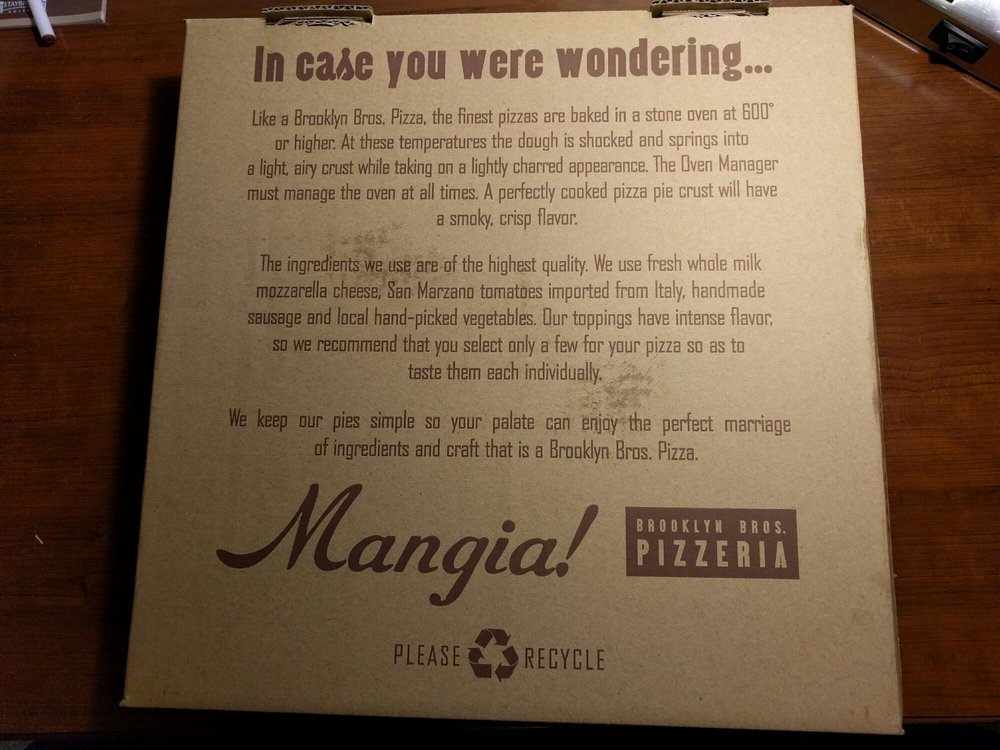 STAYB
In case you were wondering...
Like a Brooklyn Bros. Pizza, the finest pizzas are baked in a stone oven at 600°
or higher. At these temperatures the dough is shocked and springs into
a light, airy crust while taking on a lightly charred appearance. The Oven Manager
must manage the oven at all times. A perfectly cooked pizza pie crust will have
a smoky, crisp flavor.
The ingredients we use are of the highest quality. We use fresh whole milk
mozzarella cheese, San Marzano tomatoes imported from Italy, handmade
sausage and local hand-picked vegetables. Our toppings have intense flavor,
so we recommend that you select only a few for your pizza so as to
taste them each individually.
We keep our pies simple so your palate can enjoy the perfect marriage
of ingredients and craft that is a Brooklyn Bros. Pizza.
Mangia!
BROOKLYN BROS.
PIZZERIA
PLEASE RECYCLE